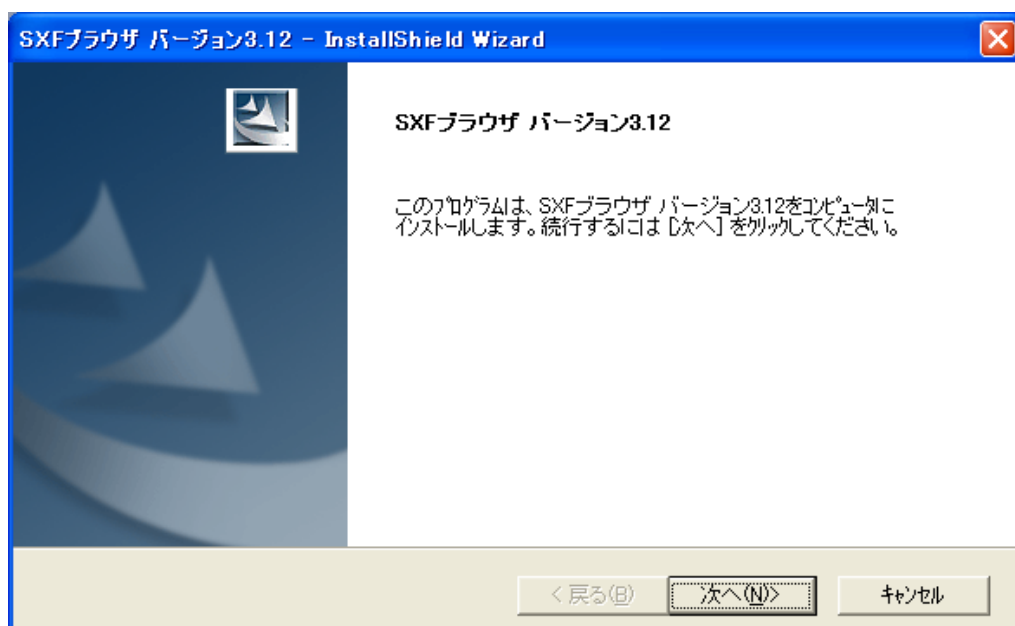 SXFブラウザ バージョン3.12 - InstallShield Wizard
SXFブラウザ バージョン3.12
このプログラムは、SXFブラウザ バージョン3.12をコンピュータに
インストールします。続行するには [次へ] をクリックしてください。
< 戻る(B)
次へ(N)>
キャンセル